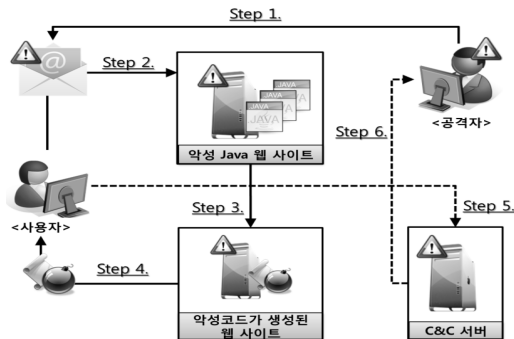 Step 1.
@
Step 2.
JAVA
JAVA
JAVA
JAVA
악성 Java 웹 사이트
<공격자>
Step 6.
<사용자>
Step 3.
Step 5.
Step 4.
악성코드가 생성된
웹 사이트
C&C 서버